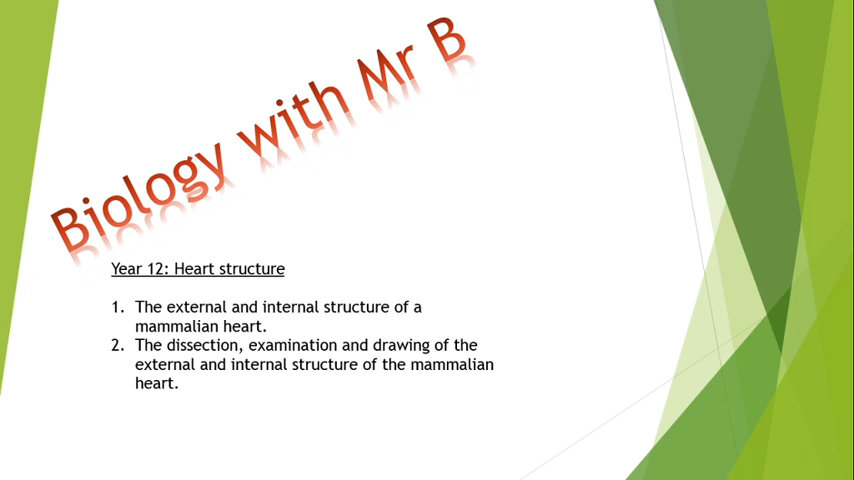 Biology with Mr B
Year 12: Heart structure
1. The external and internal structure of a
mammalian heart.
2. The dissection, examination and drawing of the
external and internal structure of the mammalian
heart.